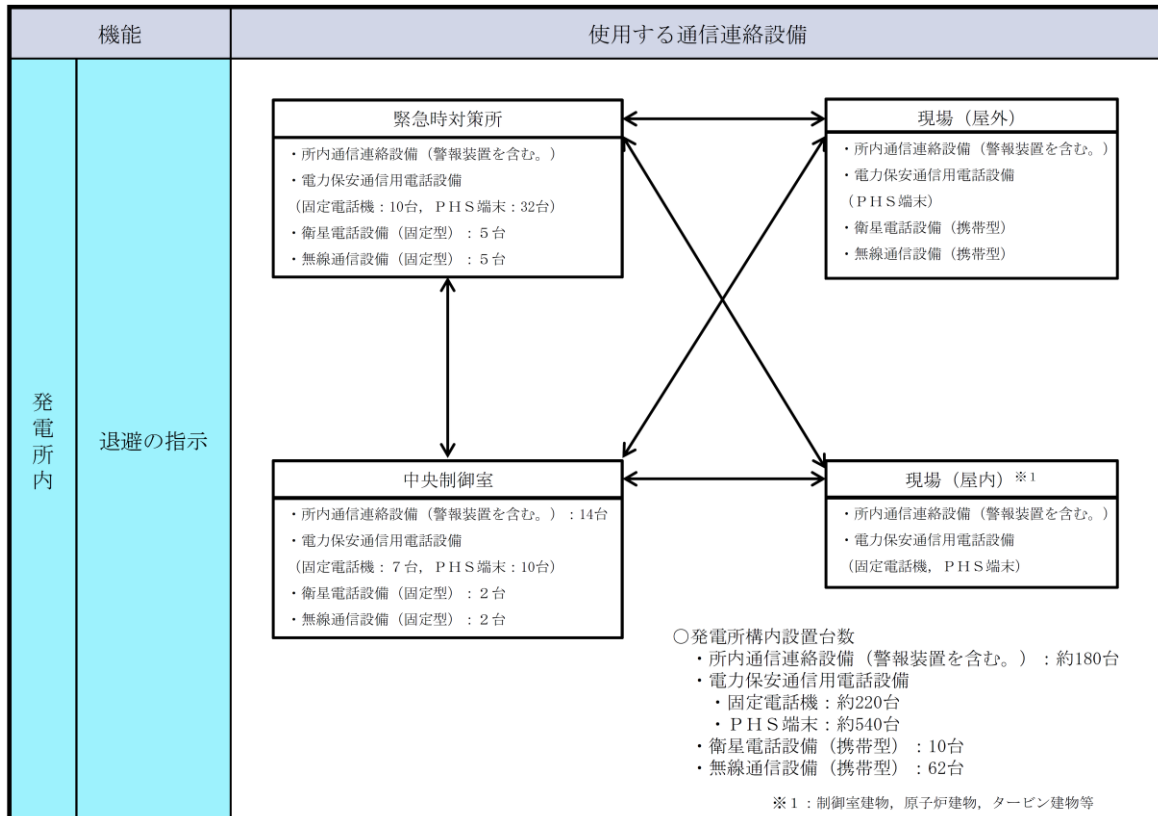 機能
使用する通信連絡設備
発電所内
退避の指示
緊急時対策所
・所内通信連絡設備（警報装置を含む。）
・電力保安通信用電話設備
（固定電話機：10台，ＰＨＳ端末：32台）
・衛星電話設備（固定型）：５台
・無線通信設備（固定型）：５台
現場（屋外）
・所内通信連絡設備（警報装置を含む。）
・電力保安通信用電話設備
（ＰＨＳ端末）
・衛星電話設備（携帯型）
・無線通信設備（携帯型）
中央制御室
・所内通信連絡設備（警報装置を含む。）：14台
・電力保安通信用電話設備
（固定電話機：７台，ＰＨＳ端末：10台）
・衛星電話設備（固定型）：２台
・無線通信設備（固定型）：２台
現場（屋内）※１
・所内通信連絡設備（警報装置を含む。）
・電力保安通信用電話設備
（固定電話機，ＰＨＳ端末）
○発電所構内設置台数
・所内通信連絡設備（警報装置を含む。）：約180台
・電力保安通信用電話設備
・固定電話機：約220台
・ＰＨＳ端末：約540台
・衛星電話設備（携帯型）：10台
・無線通信設備（携帯型）：62台
※１：制御室建物，原子炉建物，タービン建物等